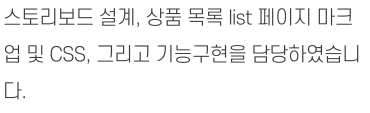 스토리보드 설계, 상품 목록 list 페이지 마크
업 및 CSS, 그리고 기능구현을 담당하였습니
다.